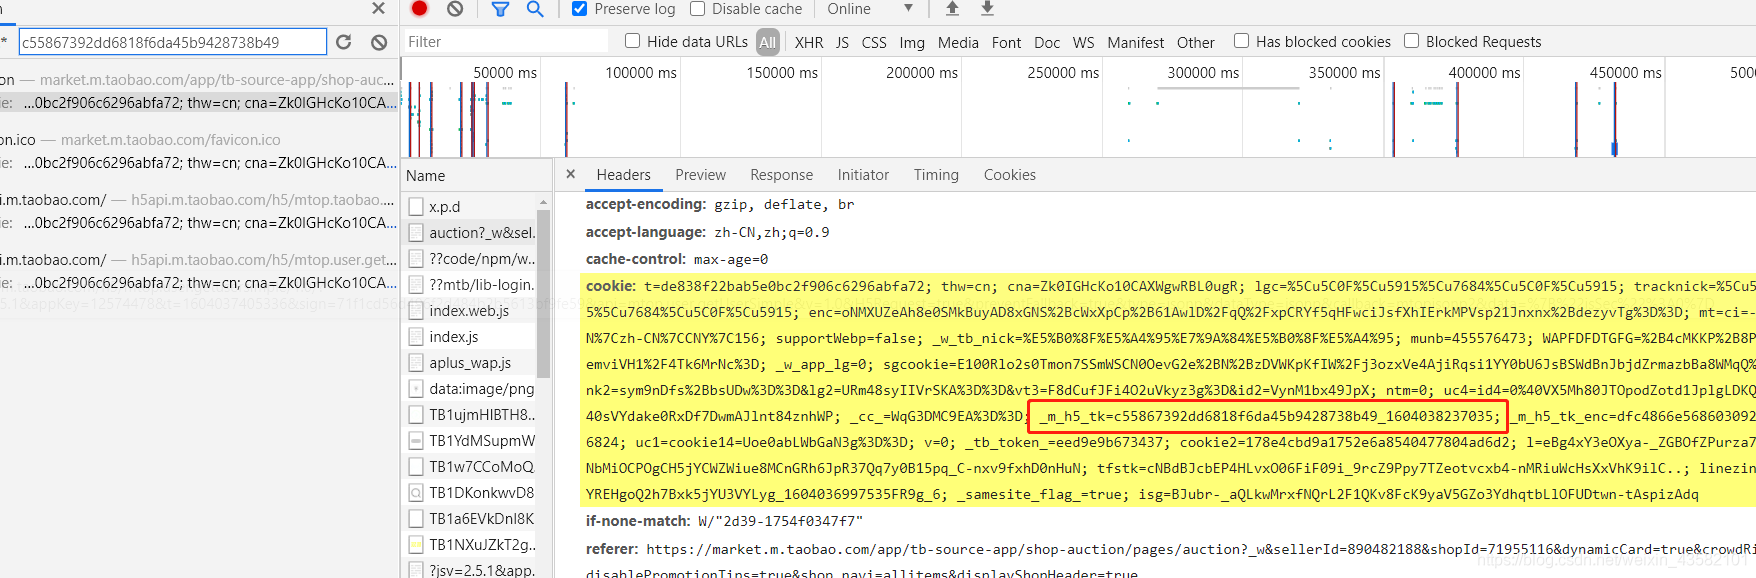 Preserve log
Disable cache
Online
c55867392dd6818f6da45b9428738b49
Filter
Hide data URLs
All
XHR
JS
CSS
Img
Media
Font
Doc
WS
Manifest
Other
Has blocked cookies
Blocked Requests
50000 ms
100000 ms
150000 ms
200000 ms
250000 ms
300000 ms
350000 ms
400000 ms
450000 ms
5000
on — market.m.taobao.com/app/tb-source-app/shop-auc...
ie: ...0bc2f906c6296abfa72; thw=cn; cna=Zk0IGHcKo10CA...
on.ico — market.m.taobao.com/favicon.ico
ie: ...0bc2f906c6296abfa72; thw=cn; cna=Zk0IGHcKo10CA...
i.m.taobao.com/ — h5api.m.taobao.com/h5/mtop.taobao....
ie: ...0bc2f906c6296abfa72; thw=cn; cna=Zk0IGHcKo10CA...
i.m.taobao.com/ — h5api.m.taobao.com/h5/mtop.user.get...
ie: ...0bc2f906c6296abfa72; thw=cn; cna=Zk0IGHcKo10CA...
Name
x.p.d
auction?_w&sel...
??code/npm/w...
??mtb/lib-login...
index.web.js
index.js
aplus_wap.js
data:image/png...
TB1ujmHIBTH8...
TB1YdMSupmW...
TB1w7CCoMoQ...
TB1DKonkwvD8...
TB1a6EVkDnI8K...
TB1NXuJZkT2g...
?jsv=2.5.1&app...
Headers
Preview
Response
Initiator
Timing
Cookies
accept-encoding: gzip, deflate, br
accept-language: zh-CN,zh;q=0.9
cache-control: max-age=0
cookie: t=de838f22bab5e0bc2f906c6296abfa72; thw=cn; cna=Zk0IGHcKo10CAXWgwRBL0ugR; lgc=%5Cu5C0F%5Cu5915%5Cu7684%5Cu5C0F%5Cu5915; tracknick=%5Cu5
5%5Cu7684%5Cu5C0F%5Cu5915; enc=oNMXUZeAh8e0SMkBuyAD8xGNS%2BcWxXpCp%2B61AwlD%2FqQ%2FxpCRYf5qHFwciJsfXhIErkMPVsp21Jnxnx%2BdezyvTg%3D%3D; mt=ci=-
N%7Czh-CN%7CCNY%7C156; supportWebp=false; _w_tb_nick=%E5%B0%8F%E5%A4%95%E7%9A%84%E5%B0%8F%E5%A4%95; munb=455576473; WAPFDFDTGFG=%2B4cMKKP%2B8P
emviVH1%2F4Tk6MrNc%3D; _w_app_lg=0; sgcookie=E100Rlo2s0Tmon7SSmWSCN0OevG2e%2BN%2BzDVWKpKfIW%2Fj3ozxVe4AjiRqsi1YY0bU6JsBSWdBnJbjdZrmazbBa8WMqQ%
nk2=sym9nDfs%2BbsUDw%3D%3D&lg2=URm48syIIVrSKA%3D%3D&vt3=F8dCufJFi4O2uVkyz3g%3D&id2=VynM1bx49JpX; ntm=0; uc4=id4=0%40VX5Mh80JTOpodZotd1JplgLDKQ
40sVYdake0RxDf7DwmAJlnt84znhWP; _cc_=WqG3DMC9EA%3D%3D; _m_h5_tk=c55867392dd6818f6da45b9428738b49_1604038237035; _m_h5_tk_enc=dfc4866e568603092
6824; uc1=cookie14=Uoe0abLWbGaN3g%3D%3D; v=0; _tb_token_=eed9e9b673437; cookie2=178e4cbd9a1752e6a8540477804ad6d2; l=eBg4xY3eOXya-_ZGBOfZPurza7
NbMiOCPOgCH5jYCWZWiue8MCnGRh6JpR37Qq7y0B15pq_C-nxv9fxhD0nHuN; tfstk=cNBdBJcbEP4HLvxO06FiF09i_9rcZ9Ppy7TZeotvcxb4-nMRiuWcHsXxVhK9ilC..; linezin
YREHgoQ2h7Bxk5jYU3VYLyg_1604036997535FR9g_6; _samesite_flag_=true; isg=BJubr-_aQLkwMrxfNQrL2F1QKv8FcK9yaV5GZo3YdhqtbLlOFUDtwn-tAspizAdq
if-none-match: W/"2d39-1754f0347f7"
referer: https://market.m.taobao.com/app/tb-source-app/shop-auction/pages/auction?_w&sellerId=890482188&shopId=71955116&dynamicCard=true&crowdRi
disablePromotionTips=true&shop_navi=allitems&displayShopHeader=true